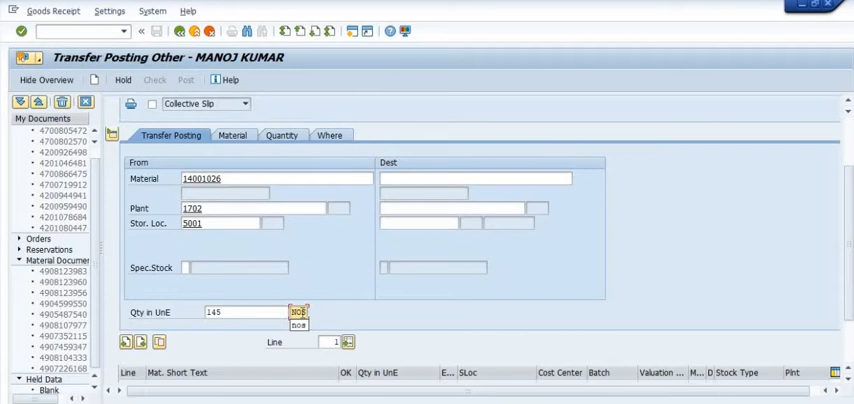 Goods Receipt Settings System Help
Transfer Posting Other - MANOJ KUMAR
Hide Overview Hold Check Post Help
My Documents
4700805472
4700802570
4200926498
4201046481
4700866475
4700719912
4200944941
4200959490
4201078684
4201080447
Orders
Reservations
Material Documen
4908123983
4908123960
4908123956
4904599550
4905487540
4908107977
4907352115
4907459347
4908104333
4907226168
Held Data
Blank
Collective Slip
Transfer Posting Material Quantity Where
From Dest
Material 14001026
Plant 1702
Stor. Loc. 5001
Spec.Stock
Qty in UnE 145 NOS
nos
Line 1
Line Mat. Short Text OK Qty in UnE E... SLoc Cost Center Batch Valuation ... M... D Stock Type Plnt